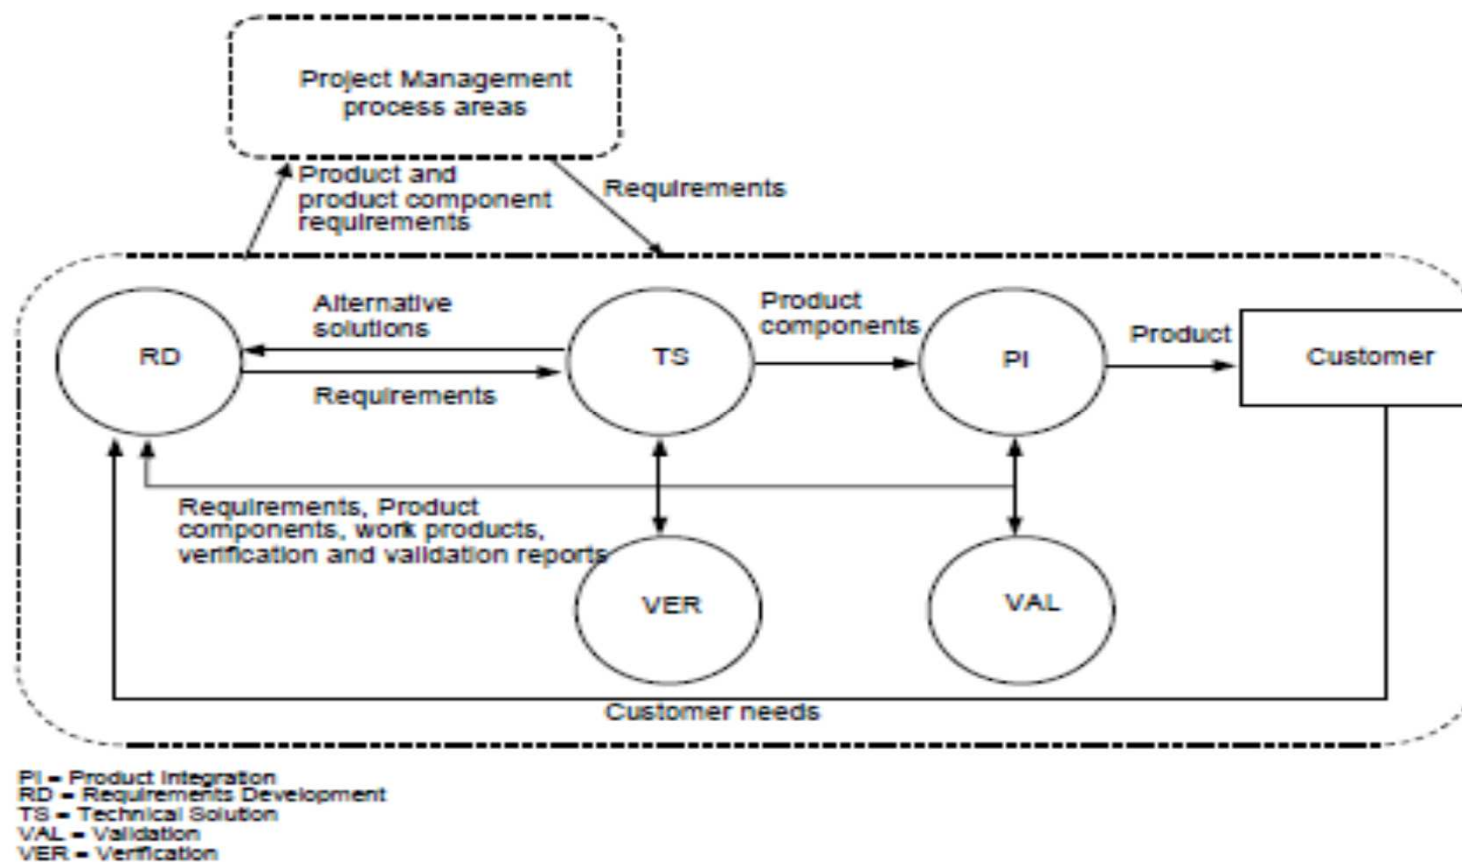 Project Management
process areas
Product and
product component
requirements
Requirements
Alternative
solutions
Product
components
Product
RD
TS
PI
Customer
Requirements
Requirements, Product
components, work products,
verification and validation reports
VER
VAL
Customer needs
PI = Product Integration
RD = Requirements Development
TS = Technical Solution
VAL = Validation
VER = Verification